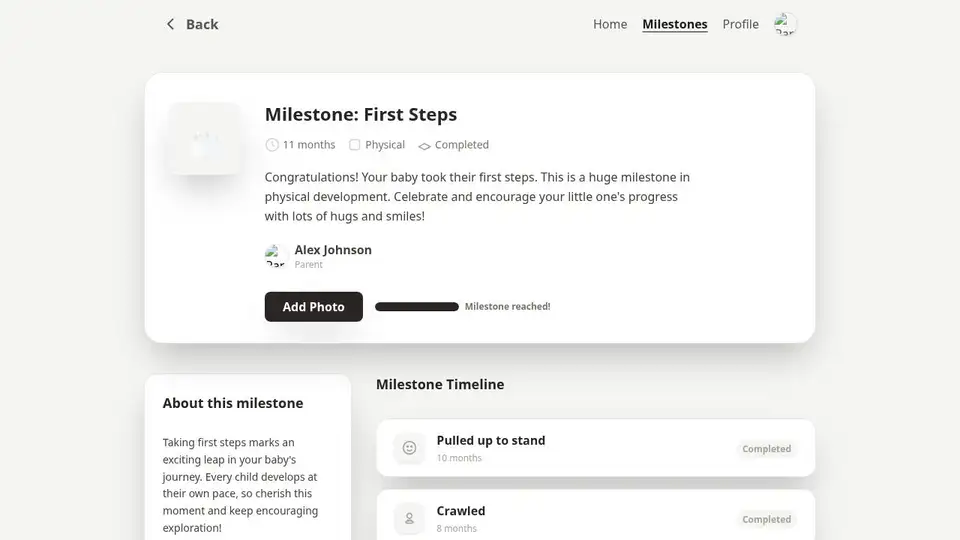 Back
Home Milestones Profile
Milestone: First Steps
11 months Physical Completed
Congratulations! Your baby took their first steps. This is a huge milestone in
physical development. Celebrate and encourage your little one's progress
with lots of hugs and smiles!
Alex Johnson
Parent
Add Photo Milestone reached!
About this milestone
Taking first steps marks an
exciting leap in your baby's
journey. Every child develops at
their own pace, so cherish this
moment and keep encouraging
exploration!
Milestone Timeline
Pulled up to stand
10 months
Completed
Crawled
8 months
Completed